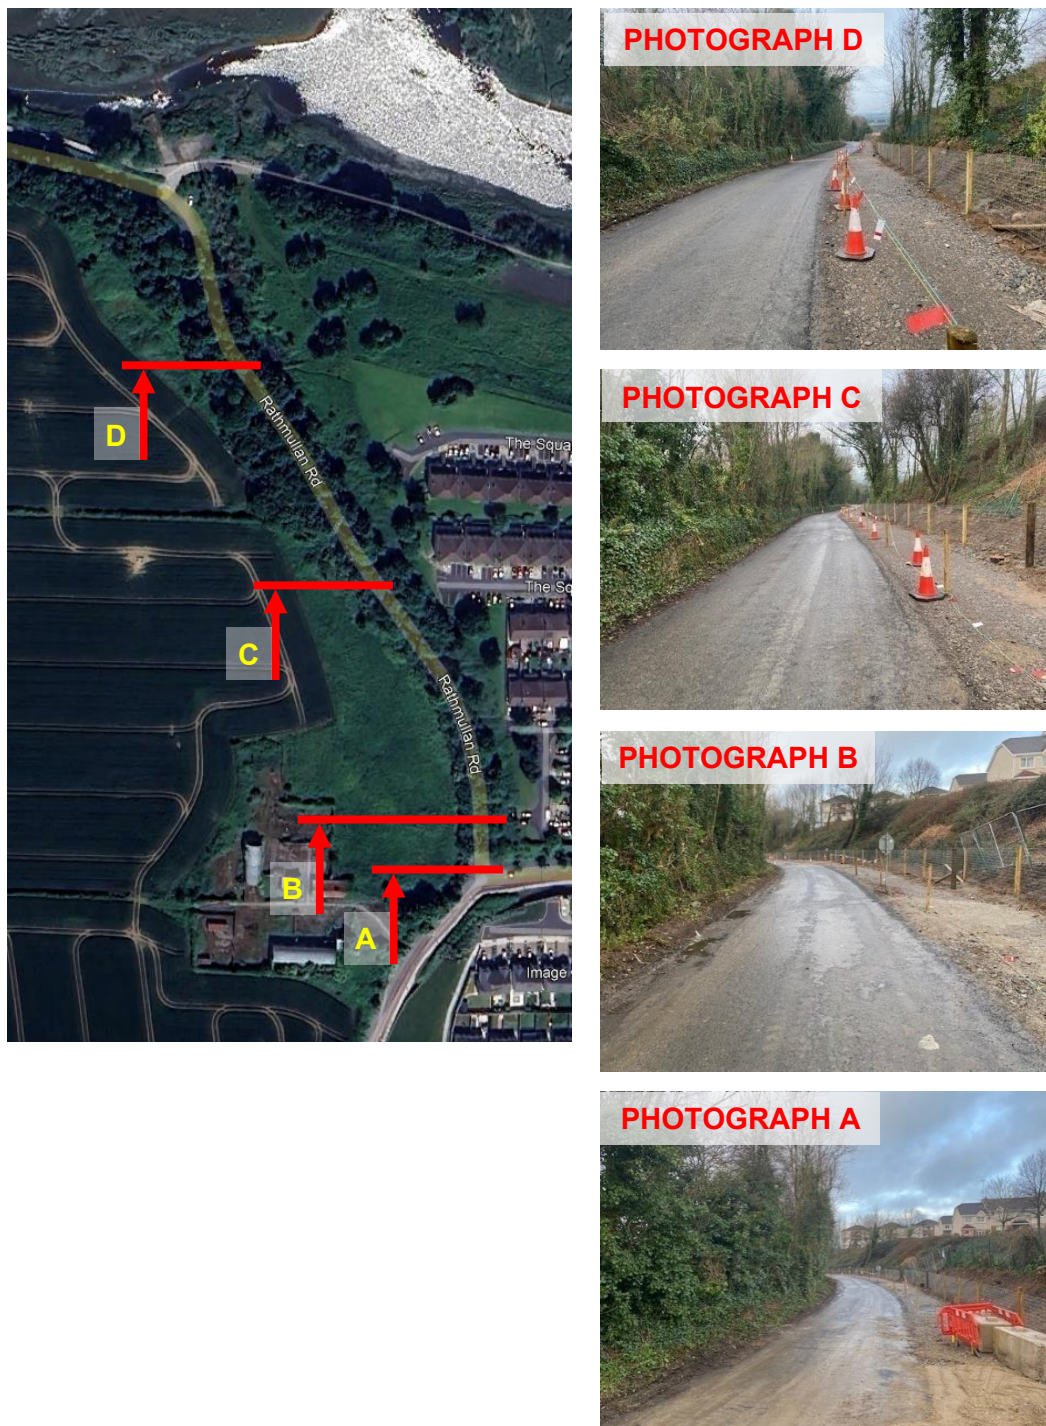 PHOTOGRAPH D
The Squa
Rathmullan Rd
D
The Sq
C
Rathmullan Rd
B
A
Image
PHOTOGRAPH C
PHOTOGRAPH B
PHOTOGRAPH A